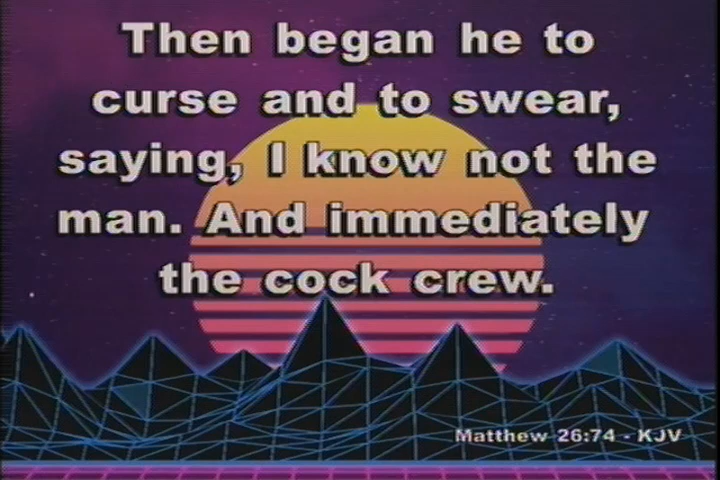 Then began he to
curse and to swear,
saying, I know not the
man. And immediately
the cock crew.
Matthew 26:74 - KJV